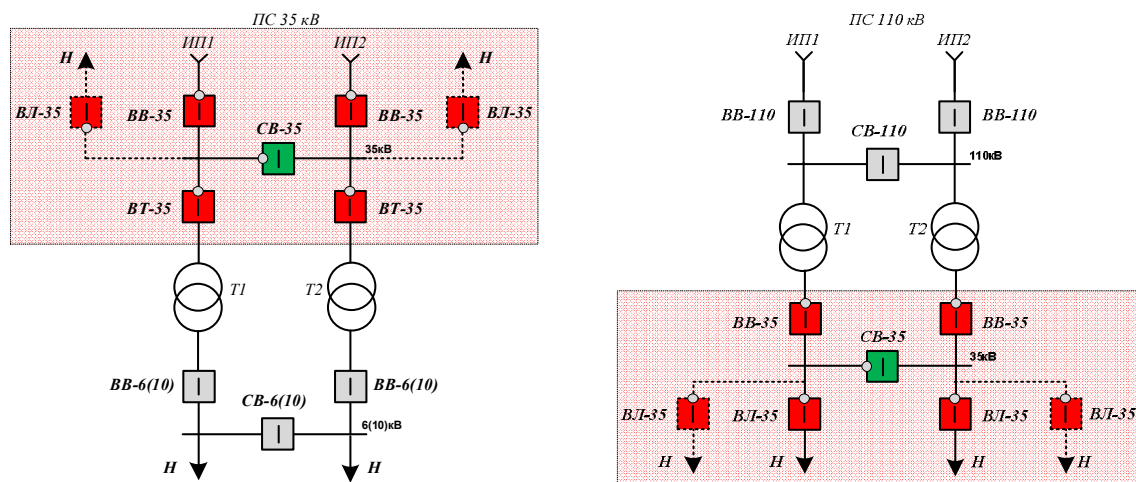 ПС 35 кВ
ИП1
ИП2
Н
Н
ВЛ-35
ВВ-35
ВВ-35
ВЛ-35
СВ-35
35кВ
ВТ-35
ВТ-35
Т1
Т2
ВВ-6(10)
ВВ-6(10)
СВ-6(10)
6(10)кВ
Н
Н
ПС 110 кВ
ИП1
ИП2
ВВ-110
ВВ-110
СВ-110
110кВ
Т1
Т2
ВВ-35
ВВ-35
СВ-35
35кВ
ВЛ-35
ВЛ-35
ВЛ-35
ВЛ-35
Н
Н
Н
Н